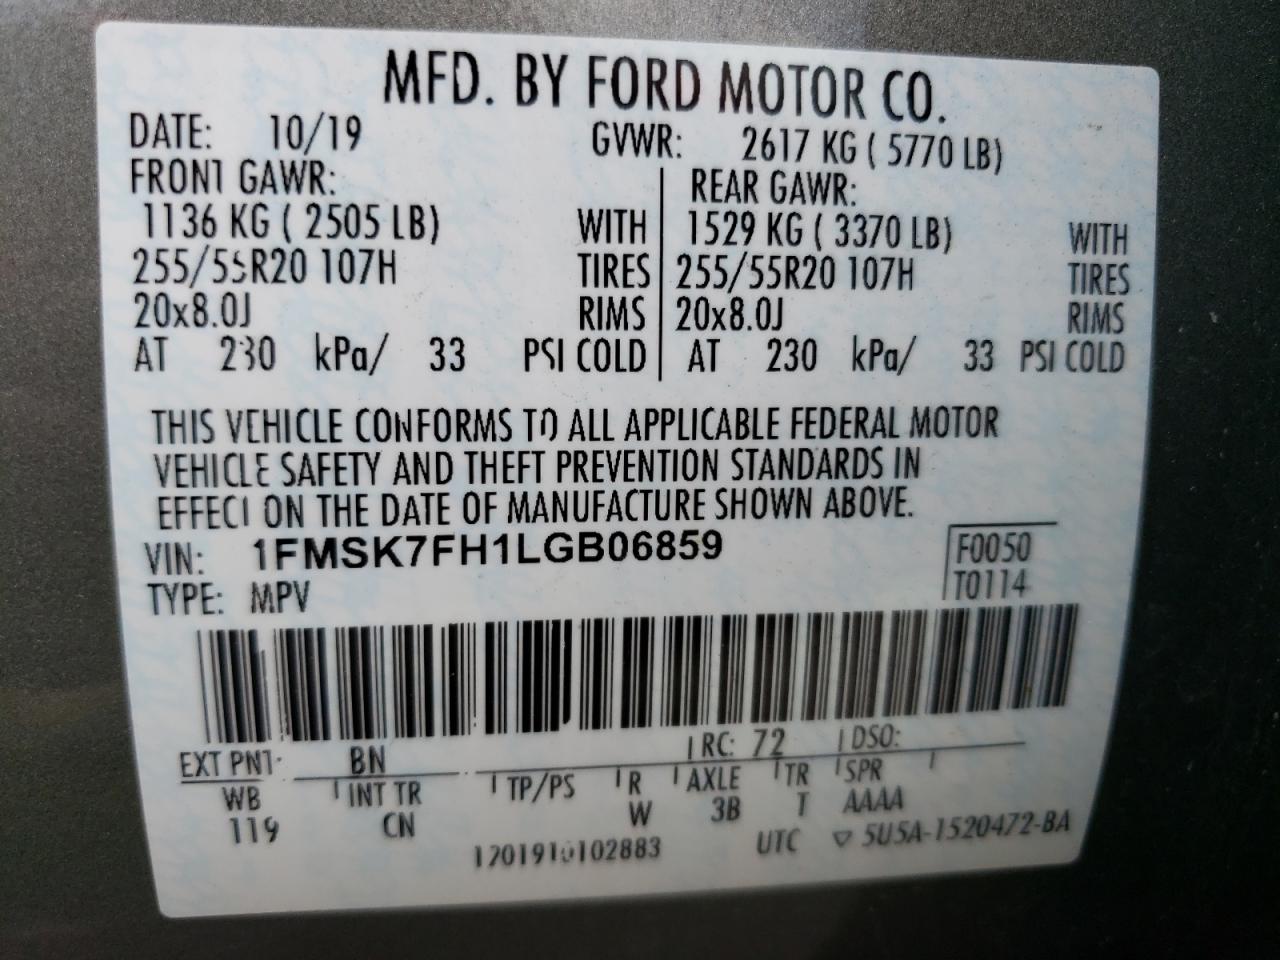 MFD. BY FORD MOTOR CO.
DATE: 10/19 GVWR: 2617 KG ( 5770 LB)
FRONT GAWR: REAR GAWR:
1136 KG ( 2505 LB) WITH 1529 KG ( 3370 LB) WITH
255/55R20 107H TIRES 255/55R20 107H TIRES
20x8.0J RIMS 20x8.0J RIMS
AT 230 kPa/ 33 PSI COLD AT 230 kPa/ 33 PSI COLD
THIS VEHICLE CONFORMS TO ALL APPLICABLE FEDERAL MOTOR
VEHICLE SAFETY AND THEFT PREVENTION STANDARDS IN
EFFECT ON THE DATE OF MANUFACTURE SHOWN ABOVE.
VIN: 1FMSK7FH1LGB06859 F0050
TYPE: MPV T0114
EXT PNT: BN RC: 72 DSO:
WB INT TR TP/PS R AXLE TR SPR
119 CN W 3B T AAAA
1701910102883 UTC ▽ 5U5A-1520472-BA